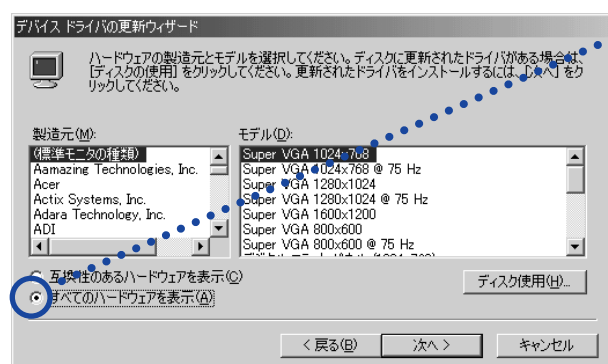 デバイス ドライバの更新ウィザード
ハードウェアの製造元とモデルを選択してください。ディスクに更新されたドライバがある場合は、
[ディスクの使用] をクリックしてください。更新されたドライバをインストールするには、[次へ] をク
リックしてください。
製造元(M):
(標準モニタの種類)
Aamazing Technologies, Inc.
Acer
Actix Systems, Inc.
Adara Technology, Inc.
ADI
モデル(D):
Super VGA 1024x768
Super VGA 1024x768 @ 75 Hz
Super VGA 1280x1024
Super VGA 1280x1024 @ 75 Hz
Super VGA 1600x1200
Super VGA 800x600
Super VGA 800x600 @ 75 Hz
互換性のあるハードウェアを表示(C)
すべてのハードウェアを表示(A)
ディスク使用(H)...
< 戻る(B)
次へ >
キャンセル